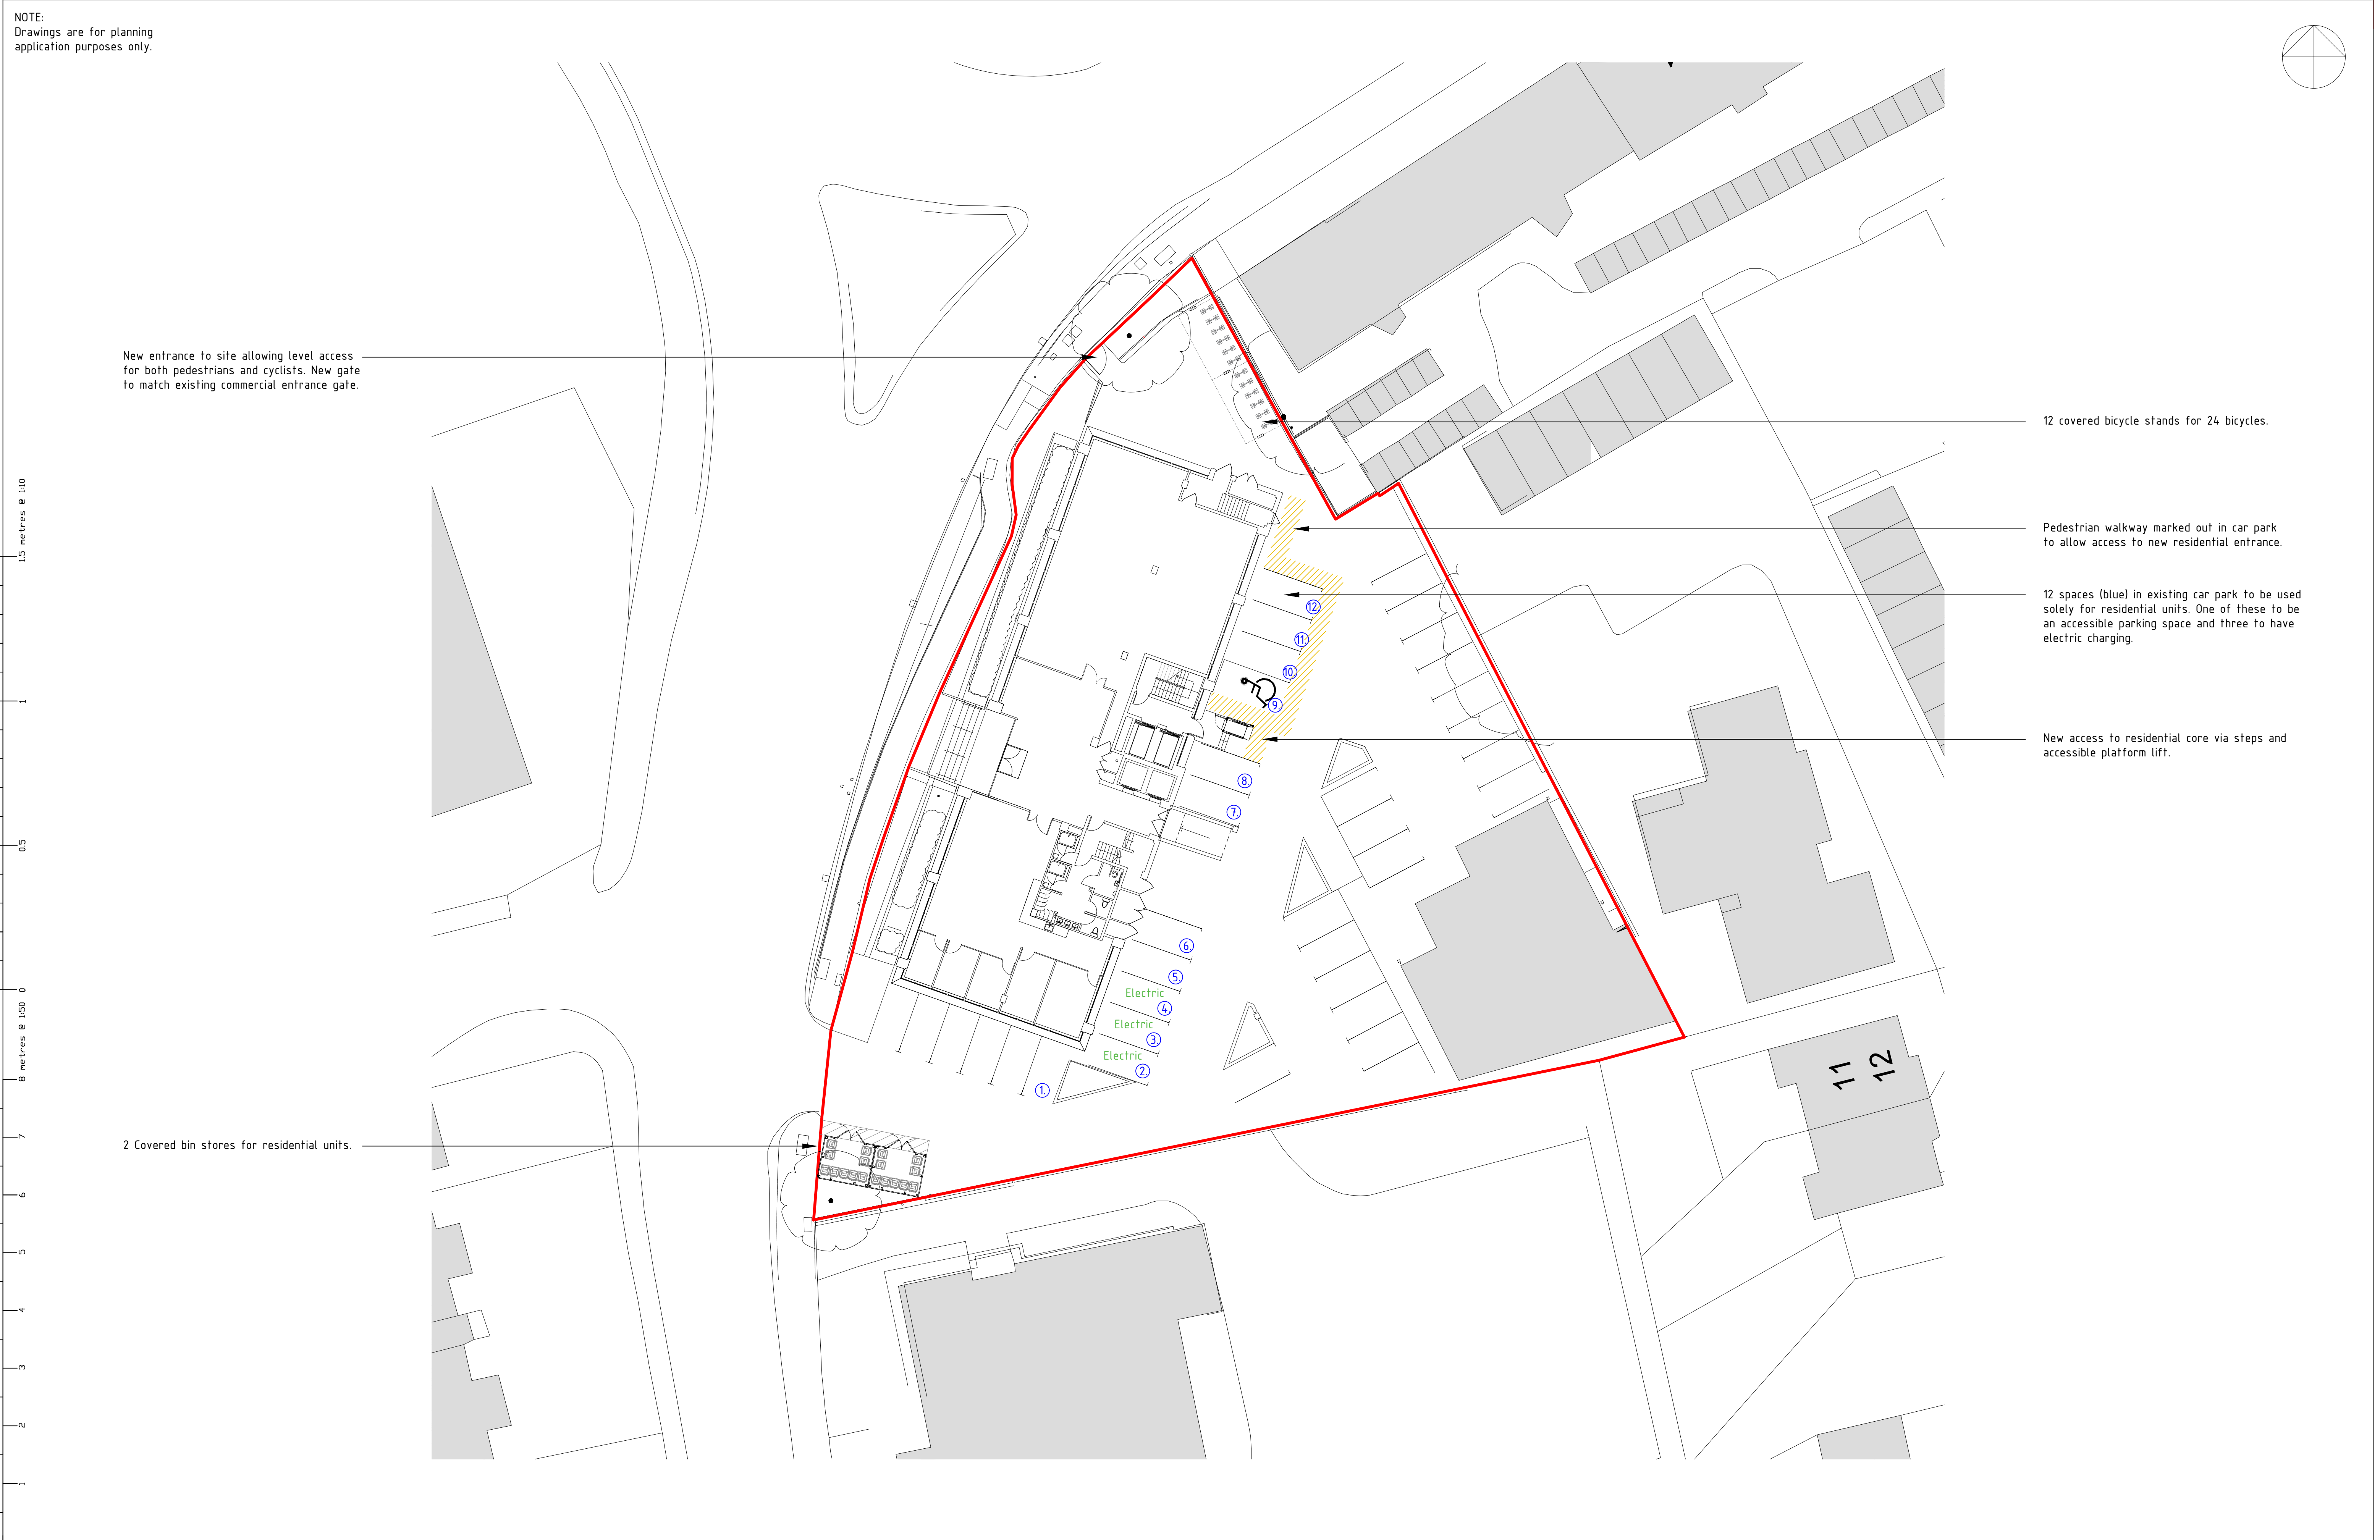 NOTE:
Drawings are for planning
application purposes only.
New entrance to site allowing level access
for both pedestrians and cyclists. New gate
to match existing commercial entrance gate.
12 covered bicycle stands for 24 bicycles.
Pedestrian walkway marked out in car park
to allow access to new residential entrance.
12 spaces (blue) in existing car park to be used
solely for residential units. One of these to be
an accessible parking space and three to have
electric charging.
New access to residential core via steps and
accessible platform lift.
2 Covered bin stores for residential units.
12.
11.
10.
9.
8.
7.
6.
5.
Electric
4.
Electric
3.
Electric
2.
1.
11
12
1.5 metres @ 1:10
1
0.5
0
8 metres @ 1:50
7
6
5
4
3
2
1